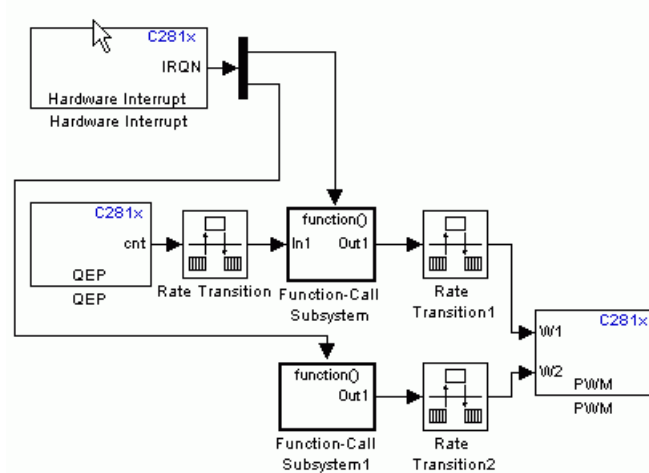 C281x
IRQN
Hardware Interrupt
Hardware Interrupt
C281x
cnt
QEP
QEP
Rate Transition
function()
In1 Out1
Function-Call
Subsystem
Rate
Transition1
C281x
W1
W2
PWM
PWM
function()
Out1
Function-Call
Subsystem1
Rate
Transition2